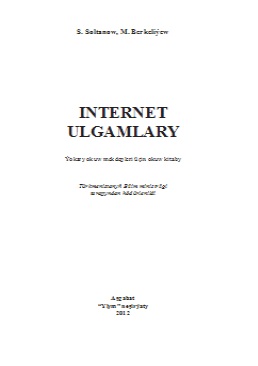 S. Soltanow, M. Berkeliýew
INTERNET
ULGAMLARY
Ýokary okuw mekdepleri üçin okuw kitaby
Türkmenistanyň Bilim ministrligi
tarapyndan hödürlenildi
Aşgabat
“Ylym” neşirýaty
2012